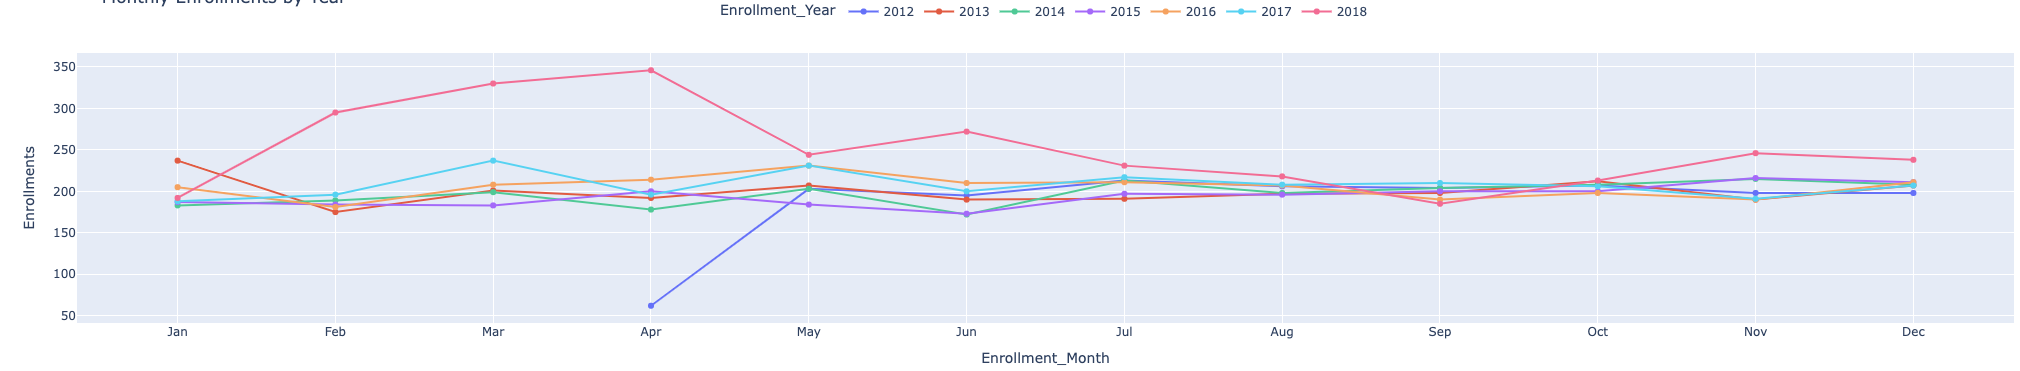 Monthly Enrollments by Year
Enrollment_Year 2012 2013 2014 2015 2016 2017 2018
350
300
250
200
150
100
50
Enrollments
Jan Feb Mar Apr May Jun Jul Aug Sep Oct Nov Dec
Enrollment_Month